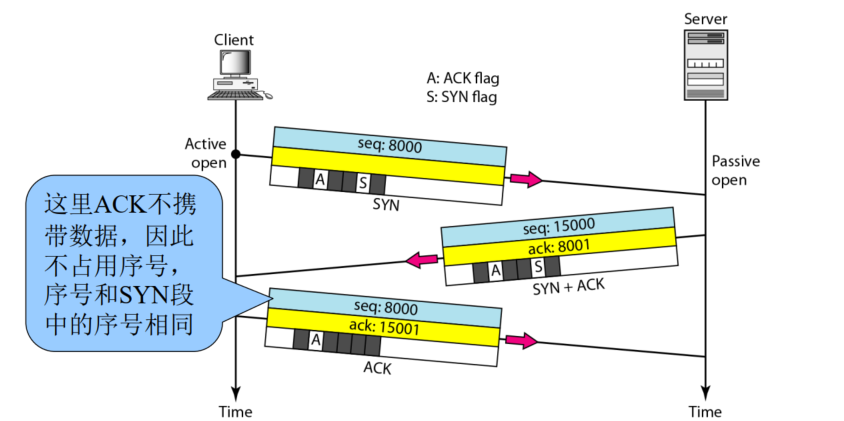 Client
Server
A: ACK flag
S: SYN flag
Active
open
seq: 8000
A
S
SYN
Passive
open
seq: 15000
ack: 8001
A
S
SYN + ACK
这里ACK不携
带数据，因此
不占用序号，
序号和SYN段
中的序号相同
seq: 8000
ack: 15001
A
ACK
Time
Time